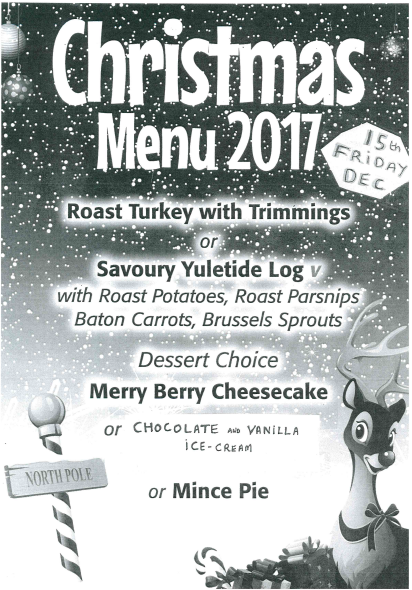 Christmas
Menu 2017
15th
FRIDAY
DEC
Roast Turkey with Trimmings
or
Savoury Yuletide Log v
with Roast Potatoes, Roast Parsnips
Baton Carrots, Brussels Sprouts
Dessert Choice
Merry Berry Cheesecake
or CHOCOLATE AND VANILLA
ICE-CREAM
NORTH POLE
or Mince Pie